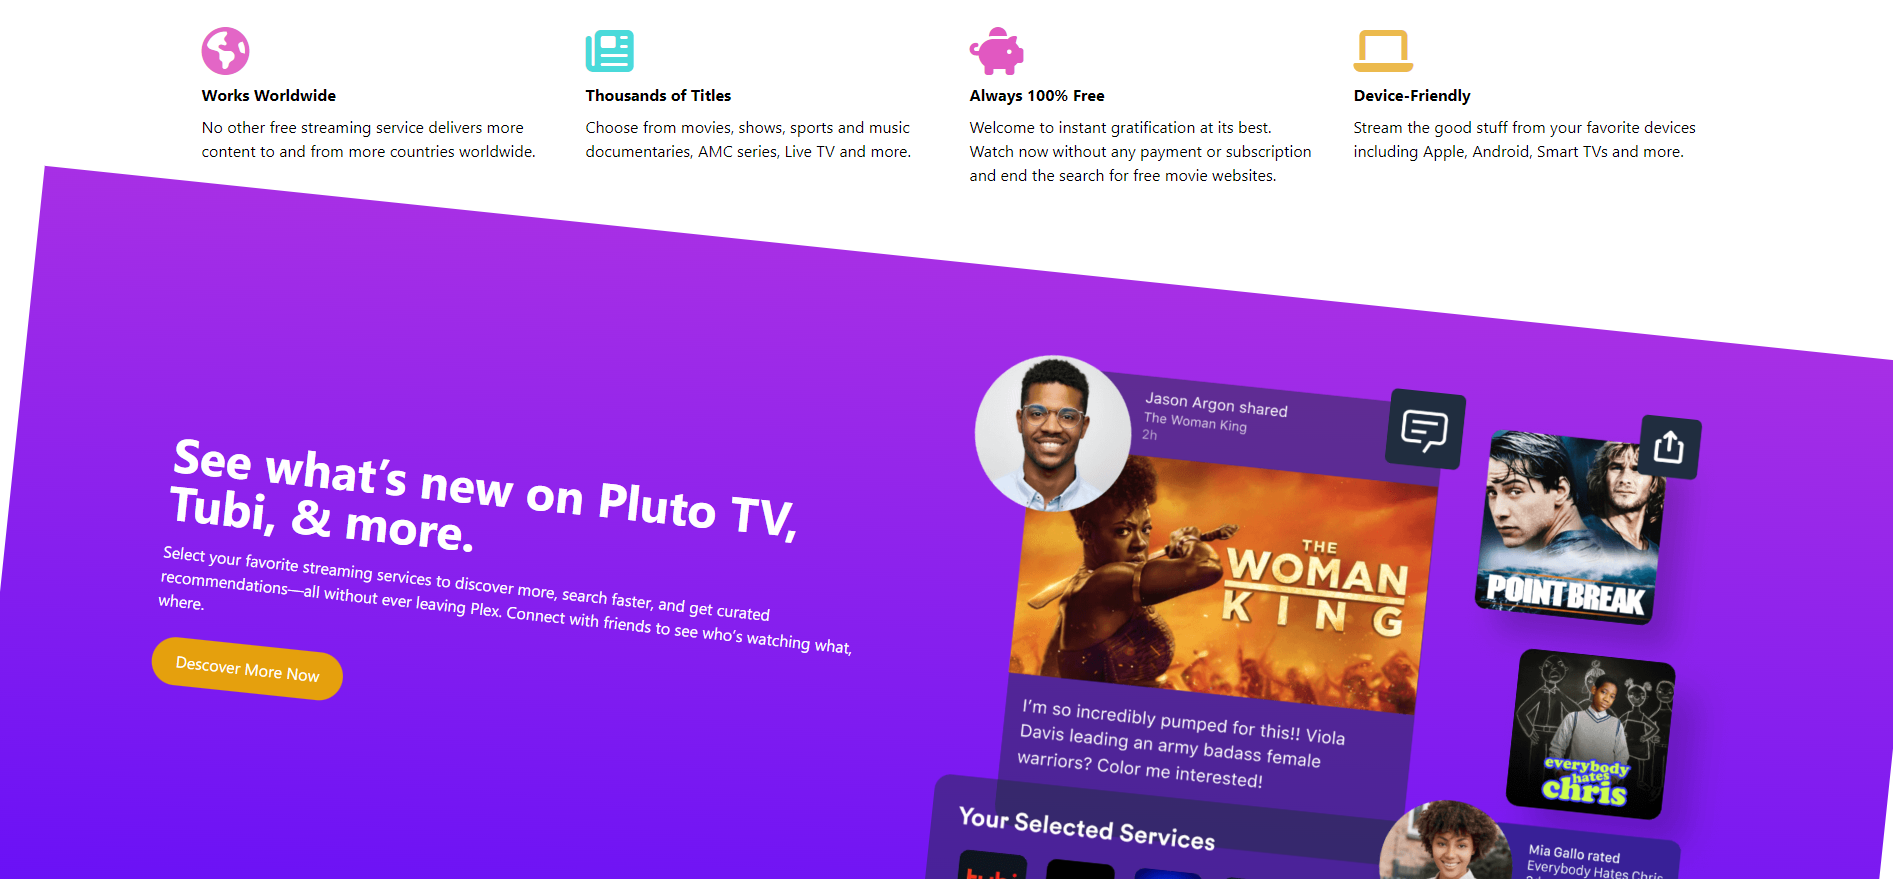 Works Worldwide
No other free streaming service delivers more
content to and from more countries worldwide.
Thousands of Titles
Choose from movies, shows, sports and music
documentaries, AMC series, Live TV and more.
Always 100% Free
Welcome to instant gratification at its best.
Watch now without any payment or subscription
and end the search for free movie websites.
Device-Friendly
Stream the good stuff from your favorite devices
including Apple, Android, Smart TVs and more.
See what’s new on Pluto TV,
Tubi, & more.
Select your favorite streaming services to discover more, search faster, and get curated
recommendations—all without ever leaving Plex. Connect with friends to see who’s watching what,
where.
Descover More Now
Jason Argon shared
The Woman King
2h
THE
WOMAN
KING
I’m so incredibly pumped for this!! Viola
Davis leading an army badass female
warriors? Color me interested!
POINT BREAK
everybody
hates
chris
Your Selected Services
tubi
Mia Gallo rated
Everybody Hates Chris